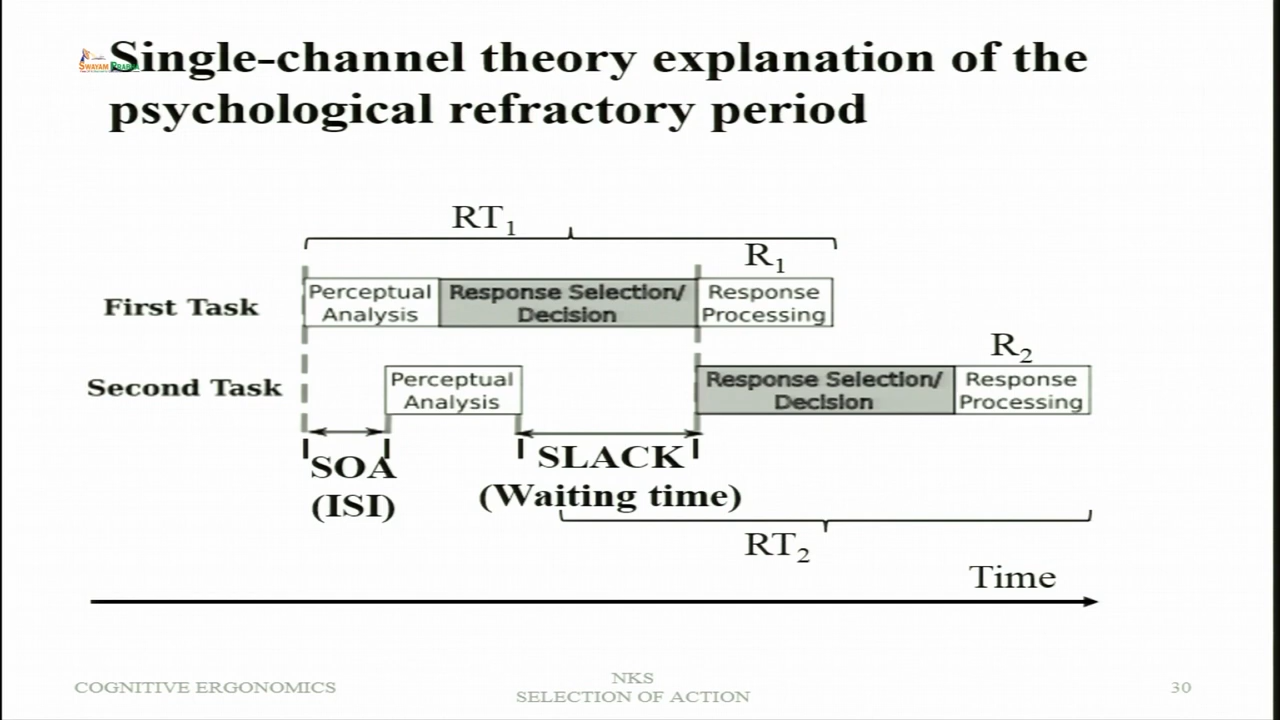 Single-channel theory explanation of the
psychological refractory period
SWAYAM PRABHA
RT1
R1
First Task
Perceptual
Analysis
Response Selection/
Decision
Response
Processing
R2
Second Task
Perceptual
Analysis
Response Selection/
Decision
Response
Processing
SOA
(ISI)
SLACK
(Waiting time)
RT2
Time
COGNITIVE ERGONOMICS
NKS
SELECTION OF ACTION
30